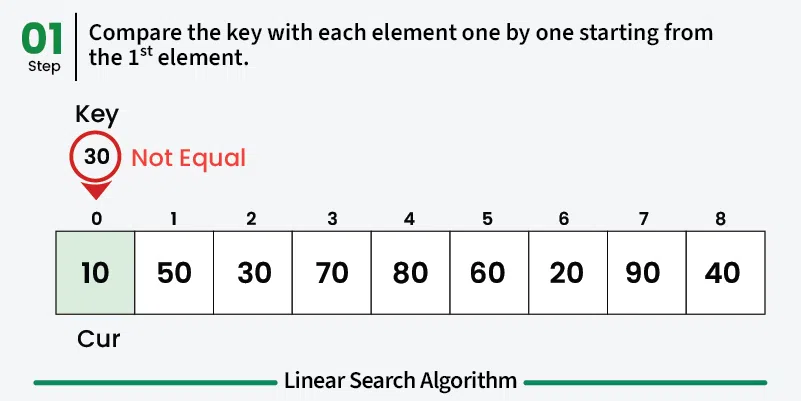 01
Step
Compare the key with each element one by one starting from
the 1st element.
Key
30 Not Equal
0 1 2 3 4 5 6 7 8
10 50 30 70 80 60 20 90 40
Cur
Linear Search Algorithm